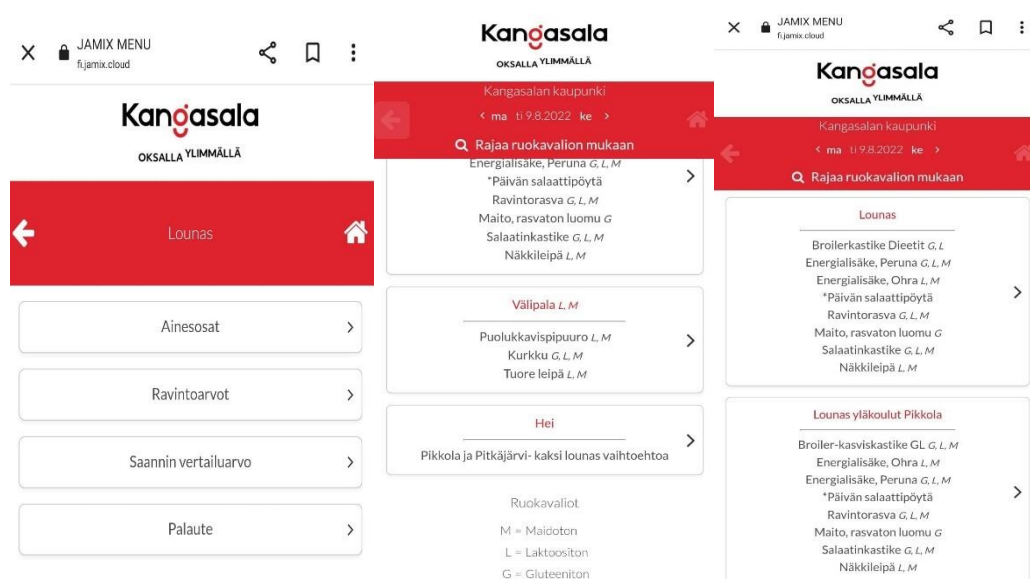 JAMIX MENU
fi.jamix.cloud
Kangasala
OKSALLA YLIMMÄLLÄ
Lounas
Ainesosat
Ravintoarvot
Saannin vertailuarvo
Palaute
Kangasala
OKSALLA YLIMMÄLLÄ
Kangasalan kaupunki
< ma ti 9.8.2022 ke >
Rajaa ruokavalion mukaan
Energialisäke, Peruna G, L, M
*Päivän salaattipöytä
Ravintorasva G, L, M
Maito, rasvaton luomu G
Salaatinkastike G, L, M
Näkkileipä L, M
Välipala L, M
Puolukkavispipuuro L, M
Kurkku G, L, M
Tuore leipä L, M
Hei
Pikkola ja Pitkäjärvi- kaksi lounas vaihtoehtoa
Ruokavaliot
M = Maidoton
L = Laktoositon
G = Gluteeniton
JAMIX MENU
fi.jamix.cloud
Kangasala
OKSALLA YLIMMÄLLÄ
Kangasalan kaupunki
< ma ti 9.8.2022 ke >
Rajaa ruokavalion mukaan
Lounas
Broilerkastike Dieetit G, L
Energialisäke, Peruna G, L, M
Energialisäke, Ohra L, M
*Päivän salaattipöytä
Ravintorasva G, L, M
Maito, rasvaton luomu G
Salaatinkastike G, L, M
Näkkileipä L, M
Lounas yläkoulut Pikkola
Broiler-kasviskastike GL G, L, M
Energialisäke, Ohra L, M
Energialisäke, Peruna G, L, M
*Päivän salaattipöytä
Ravintorasva G, L, M
Maito, rasvaton luomu G
Salaatinkastike G, L, M
Näkkileipä L, M